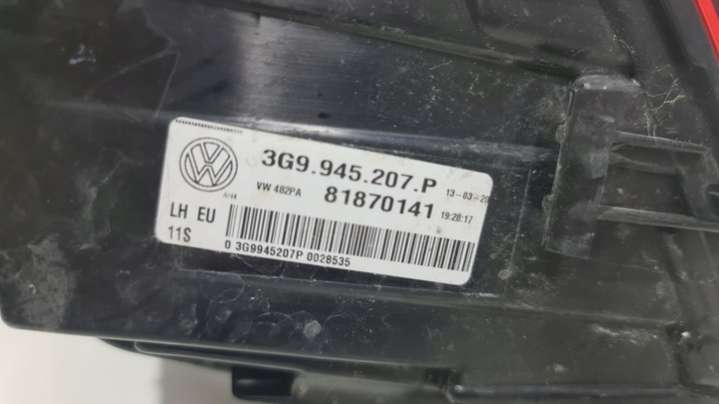 3G9.945.207.P
13-03-20
VW 482PA 81870141 19:28:17
LH EU
11S
0 3G9945207P 0028535